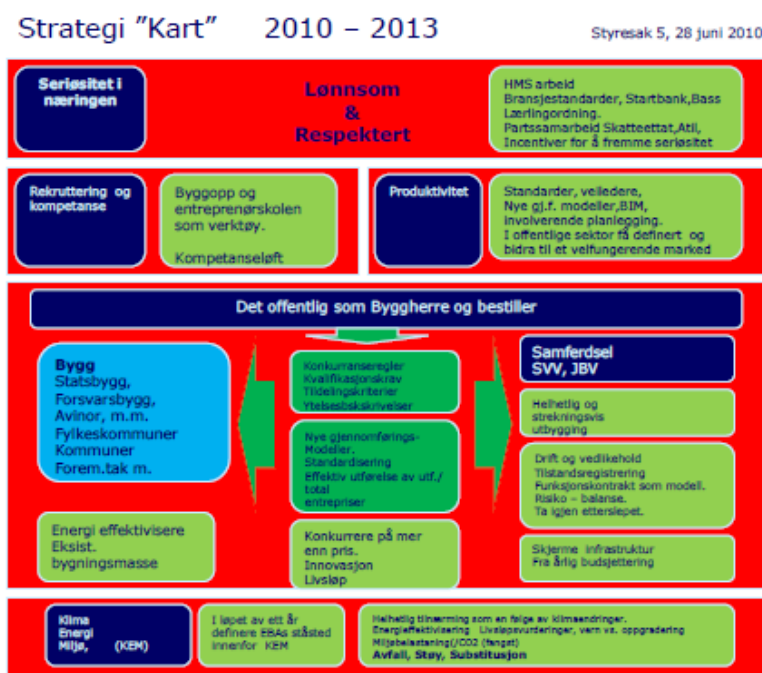 Strategi ”Kart” 2010 – 2013
Styresak 5, 28 juni 2010
Seriøsitet i
næringen
Lønnsom
&
Respektert
HMS arbeid
Bransjestandarder, Startbank,Bass
Lærlingordning.
Partssamarbeid Skatteettat,Atil,
Incentiver for å fremme seriøsitet
Rekruttering og
kompetanse
Byggopp og
entreprenørskolen
som verktøy.
Kompetanseløft
Produktivitet
Standarder, veiledere,
Nye gj.f. modeller,BIM,
involverende planlegging.
I offentlige sektor få definert og
bidra til et velfungerende marked
Det offentlig som Byggherre og bestiller
Bygg
Statsbygg,
Forsvarsbygg,
Avinor, m.m.
Fylkeskommuner
Kommuner
Forem.tak m.
Energi effektivisere
Eksist.
bygningsmasse
Konkurranseregler
Kvalifikasjonskrav
Tildelingskriterier
Ytelsesbskskrivelser
Nye gjennomførings-
Modeller.
Standardisering
Effektiv utførelse av utf./
total
entrepriser
Konkurrere på mer
enn pris.
Innovasjon
Livsløp
Samferdsel
SVV, JBV
Helhetlig og
strekningsvis
utbygging
Drift og vedlikehold
Tilstandsregistrering
Funksjonskontrakt som modell.
Risiko – balanse.
Ta igjen etterslepet.
Skjerme infrastruktur
Fra årlig budsjettering
Klima
Energi
Miljø, (KEM)
I løpet av ett år
definere EBAs ståsted
innenfor KEM
Helhetlig tilnærming som en følge av klimaendringer.
Energieffektivisering Livsløpsvurderinger, vern vs. oppgradering
Miljøbelastaning(/CO2 (fangst)
Avfall, Støy, Substitusjon